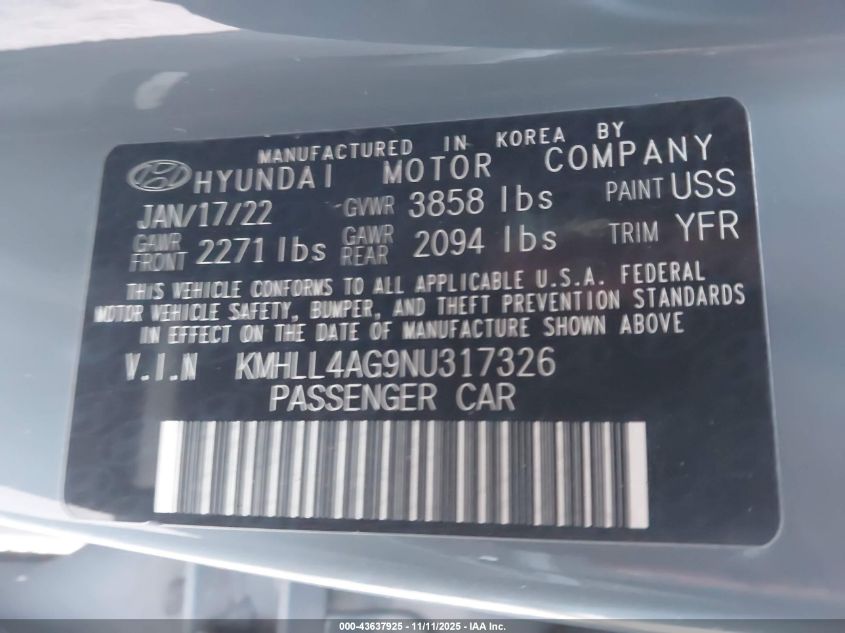 MANUFACTURED IN KOREA BY
HYUNDAI MOTOR COMPANY
JAN/17/22 GVWR 3858 lbs PAINT USS
GAWR FRONT 2271 lbs GAWR REAR 2094 lbs TRIM YFR
THIS VEHICLE CONFORMS TO ALL APPLICABLE U.S.A. FEDERAL
MOTOR VEHICLE SAFETY, BUMPER, AND THEFT PREVENTION STANDARDS
IN EFFECT ON THE DATE OF MANUFACTURE SHOWN ABOVE
V.I.N KMHLL4AG9NU317326
PASSENGER CAR
000-43637925 - 11/11/2025 - IAA Inc.